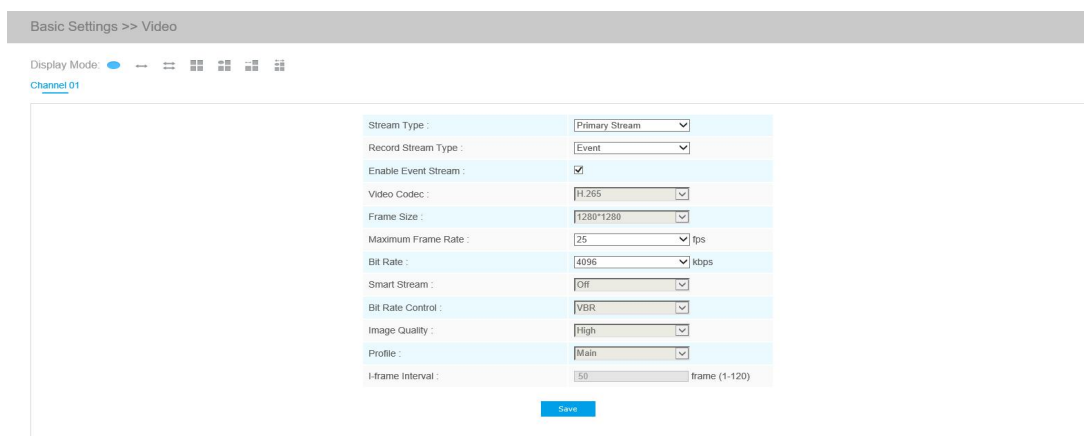 Basic Settings >> Video
Display Mode:
Channel 01
Stream Type : Primary Stream
Record Stream Type : Event
Enable Event Stream :
Video Codec : H.265
Frame Size : 1280*1280
Maximum Frame Rate : 25 fps
Bit Rate : 4096 kbps
Smart Stream : Off
Bit Rate Control : VBR
Image Quality : High
Profile : Main
I-frame Interval : 50 frame (1-120)
Save